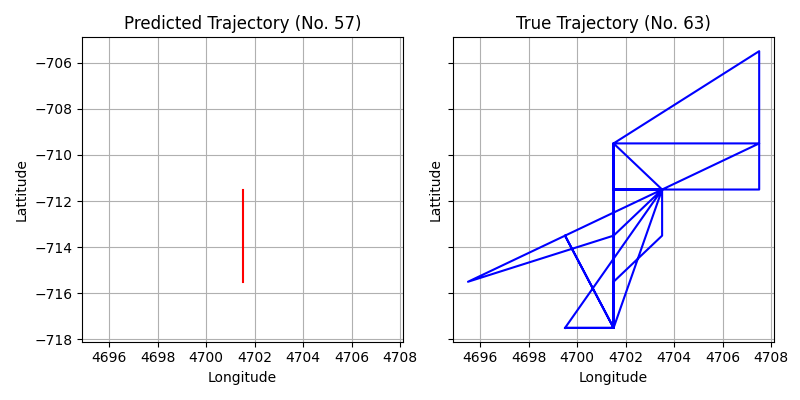 Predicted Trajectory (No. 57)
True Trajectory (No. 63)
Lattitude
−706
−708
−710
−712
−714
−716
−718
4696 4698 4700 4702 4704 4706 4708
Longitude
Lattitude
4696 4698 4700 4702 4704 4706 4708
Longitude